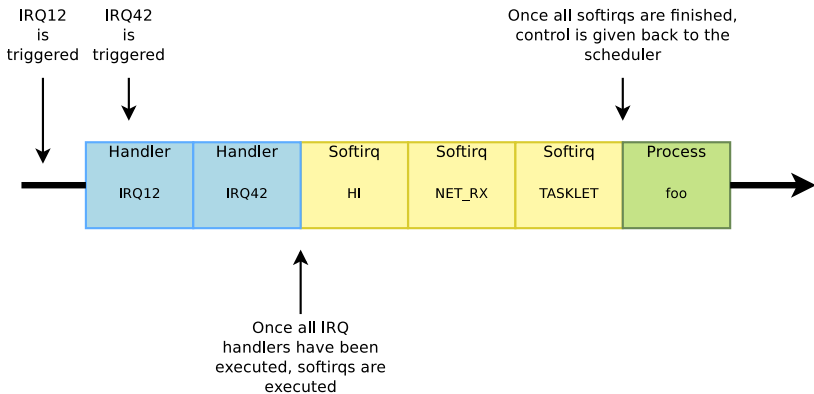 IRQ12
is
triggered
IRQ42
is
triggered
Once all softirqs are finished,
control is given back to the
scheduler
Handler
IRQ12
Handler
IRQ42
Softirq
HI
Softirq
NET_RX
Softirq
TASKLET
Process
foo
Once all IRQ
handlers have been
executed, softirqs are
executed